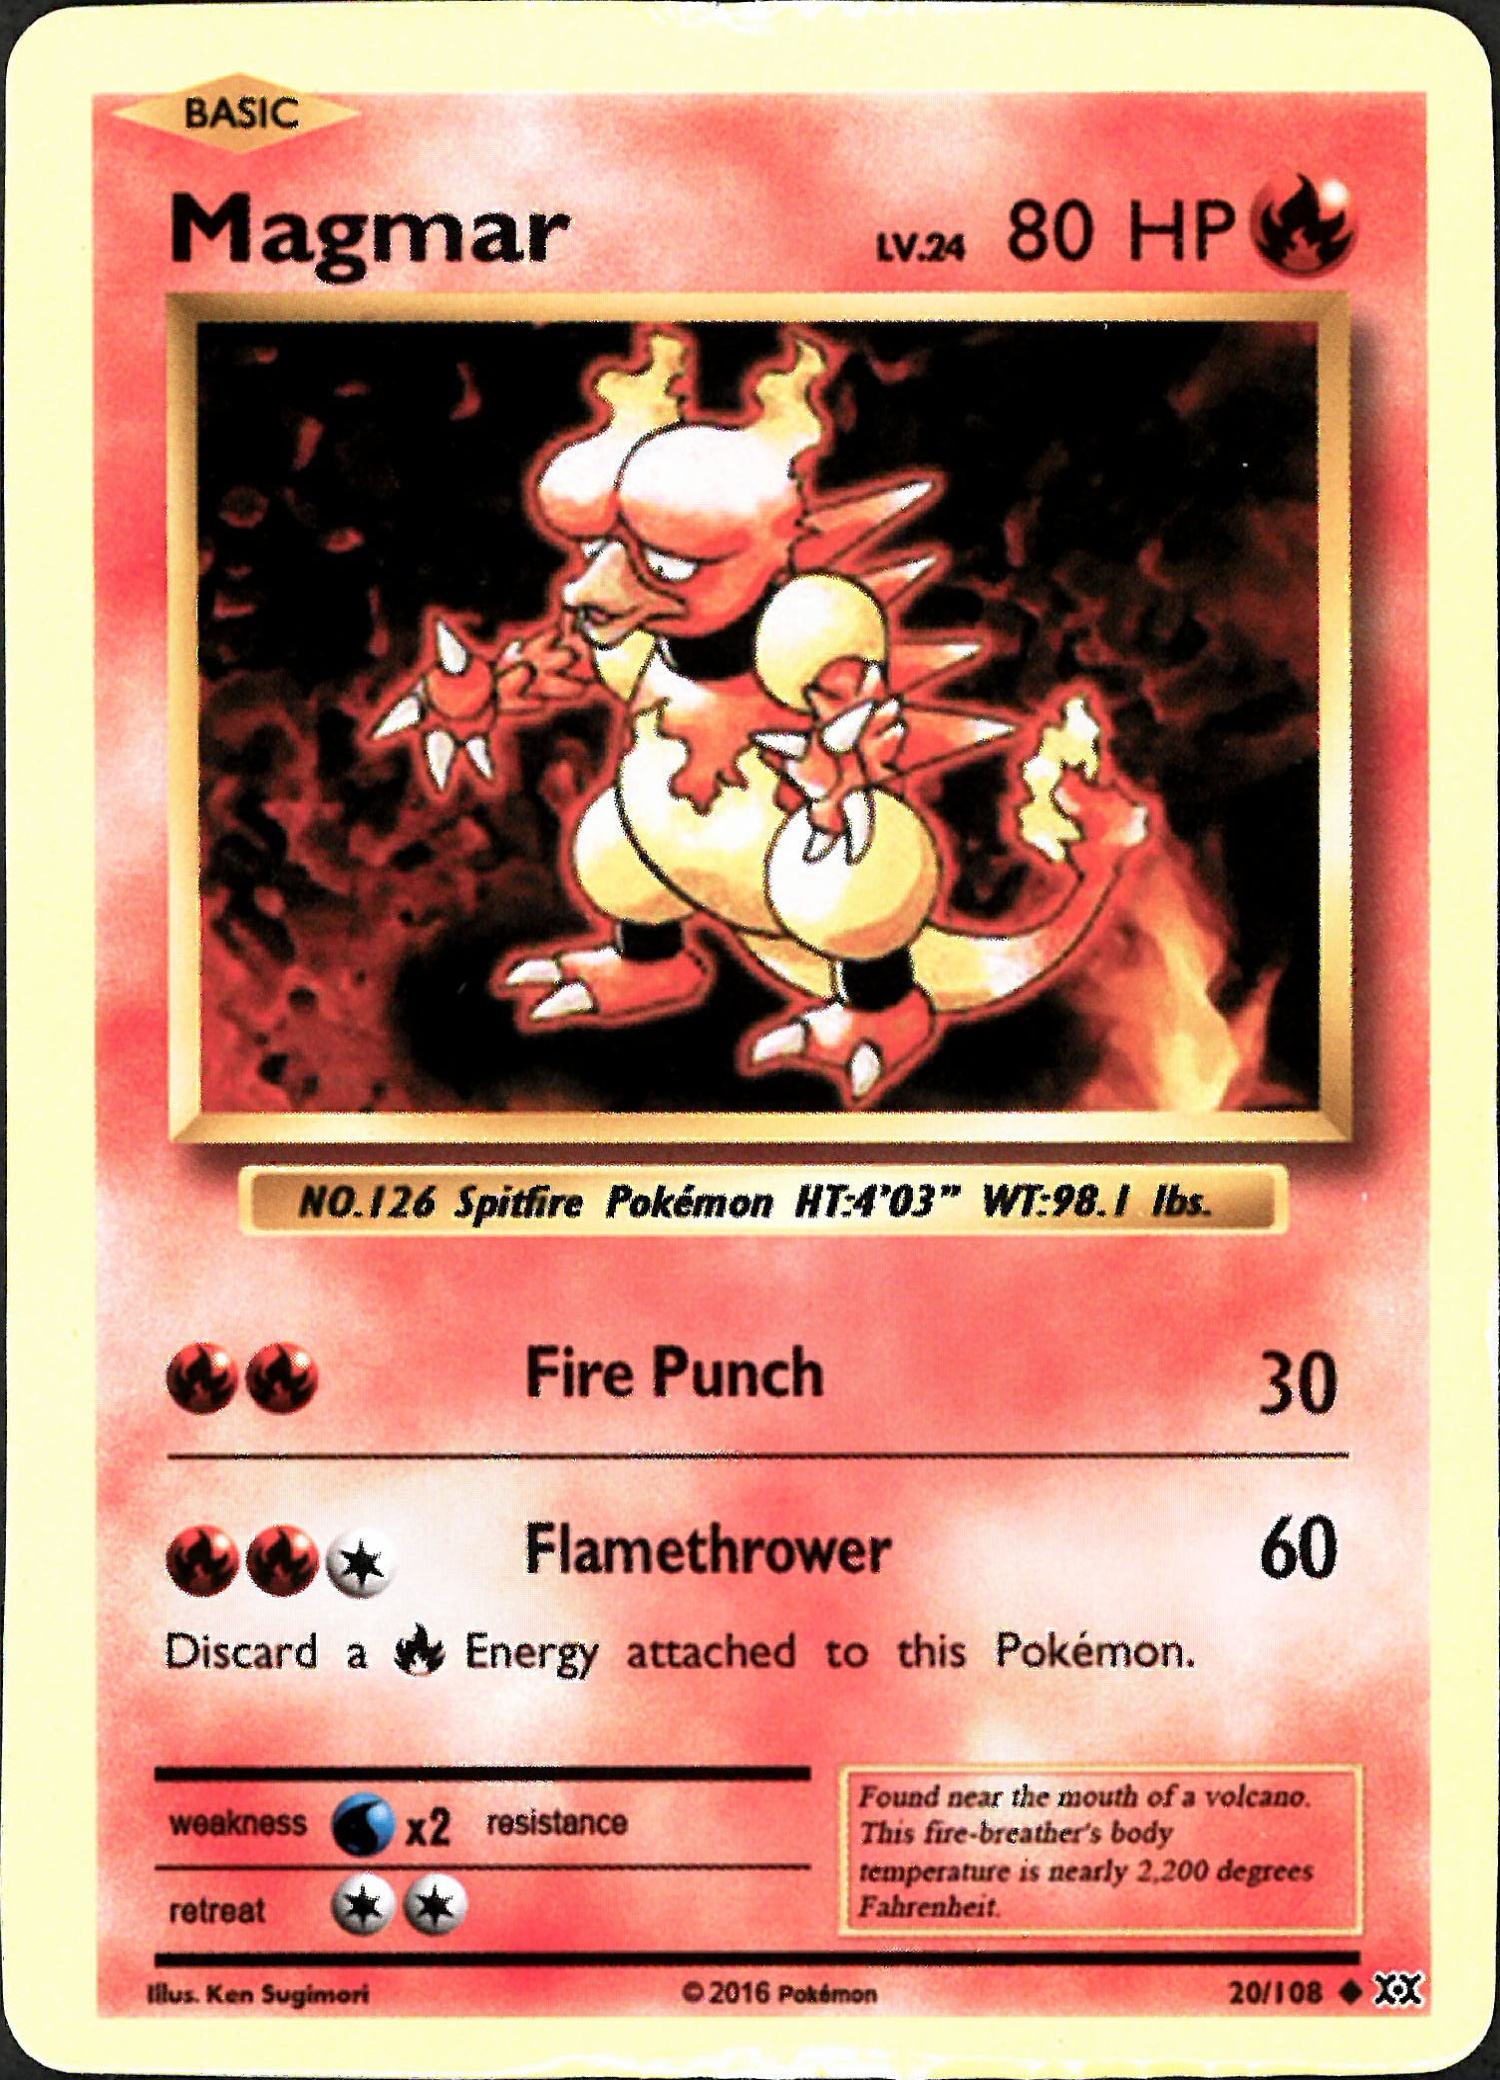 BASIC
Magmar LV.24 80 HP
NO.126 Spitfire Pokémon HT:4'03" WT:98.1 lbs.
Fire Punch 30
Flamethrower 60
Discard a Energy attached to this Pokémon.
weakness x2 resistance
retreat
Found near the mouth of a volcano.
This fire-breather's body
temperature is nearly 2,200 degrees
Fahrenheit.
Illus. Ken Sugimori ©2016 Pokémon 20/108 XY